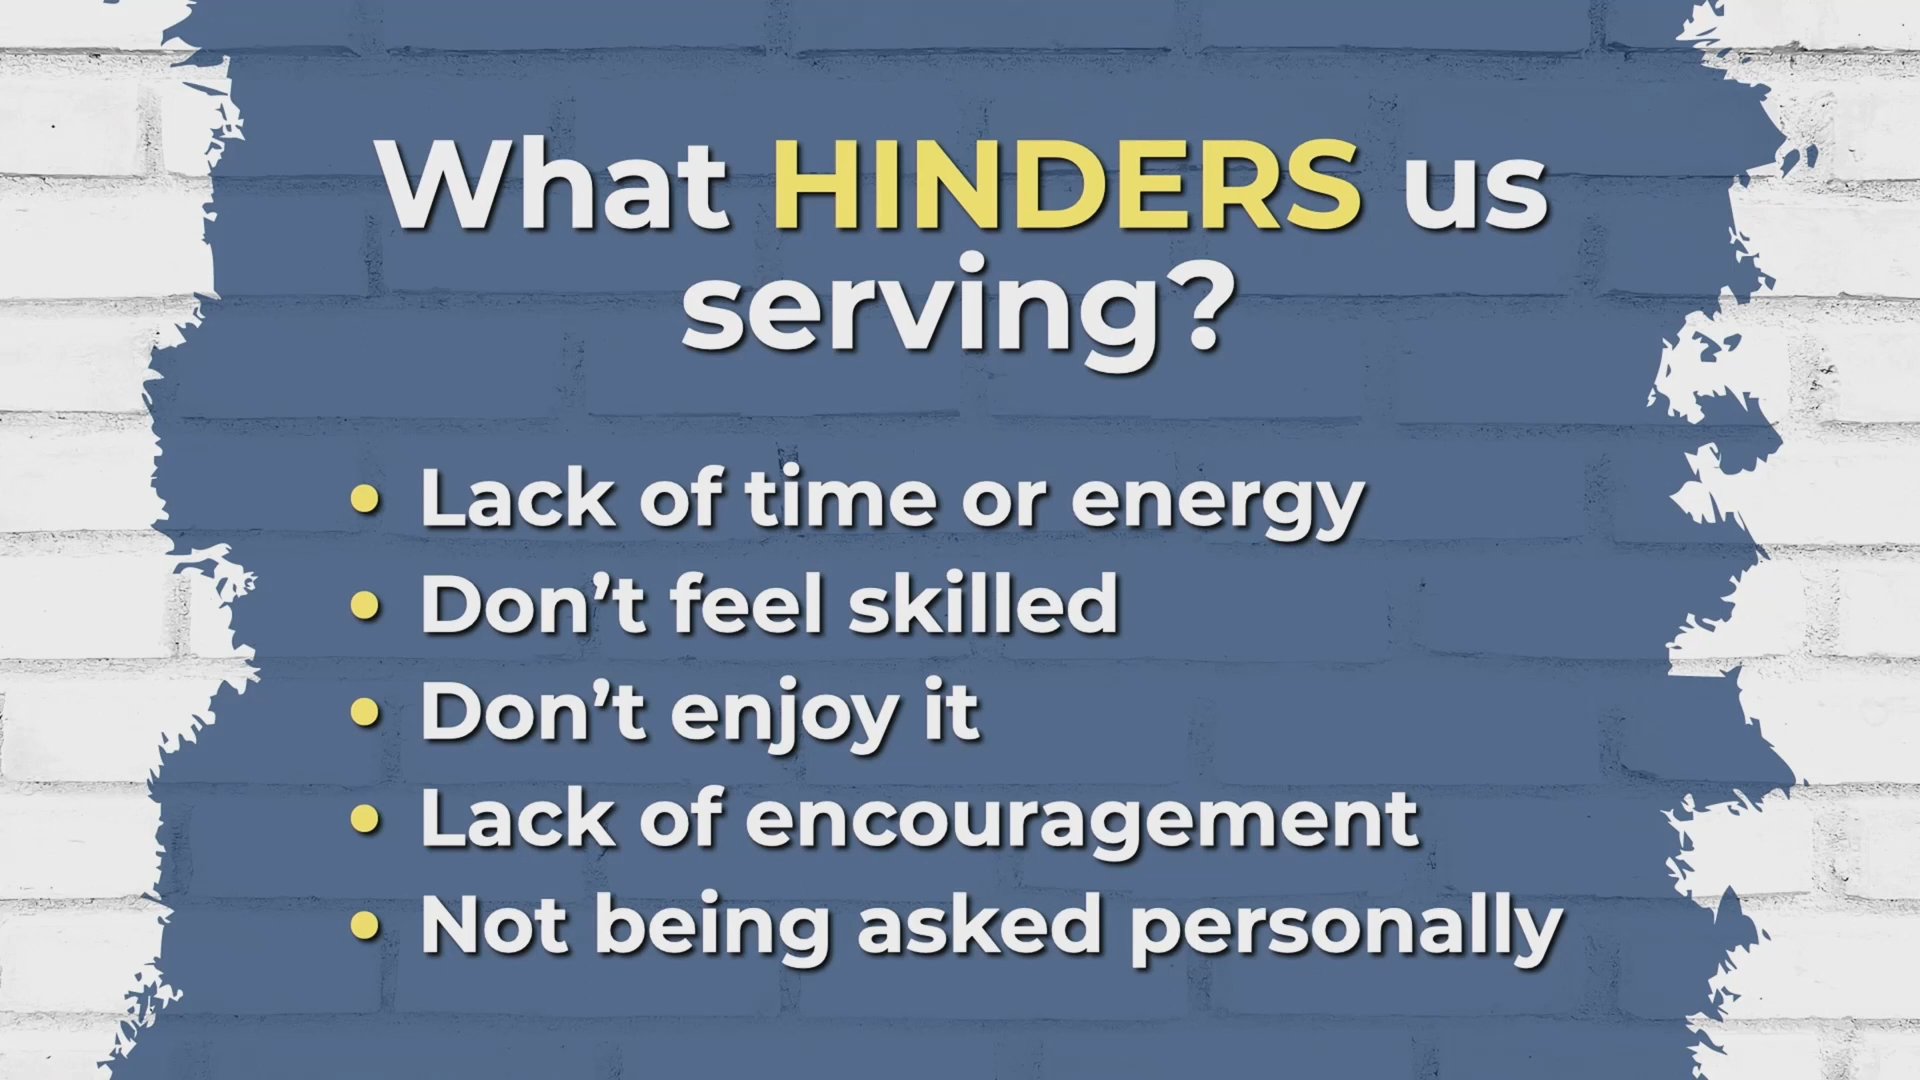 What HINDERS us
serving?
• Lack of time or energy
• Don’t feel skilled
• Don’t enjoy it
• Lack of encouragement
• Not being asked personally